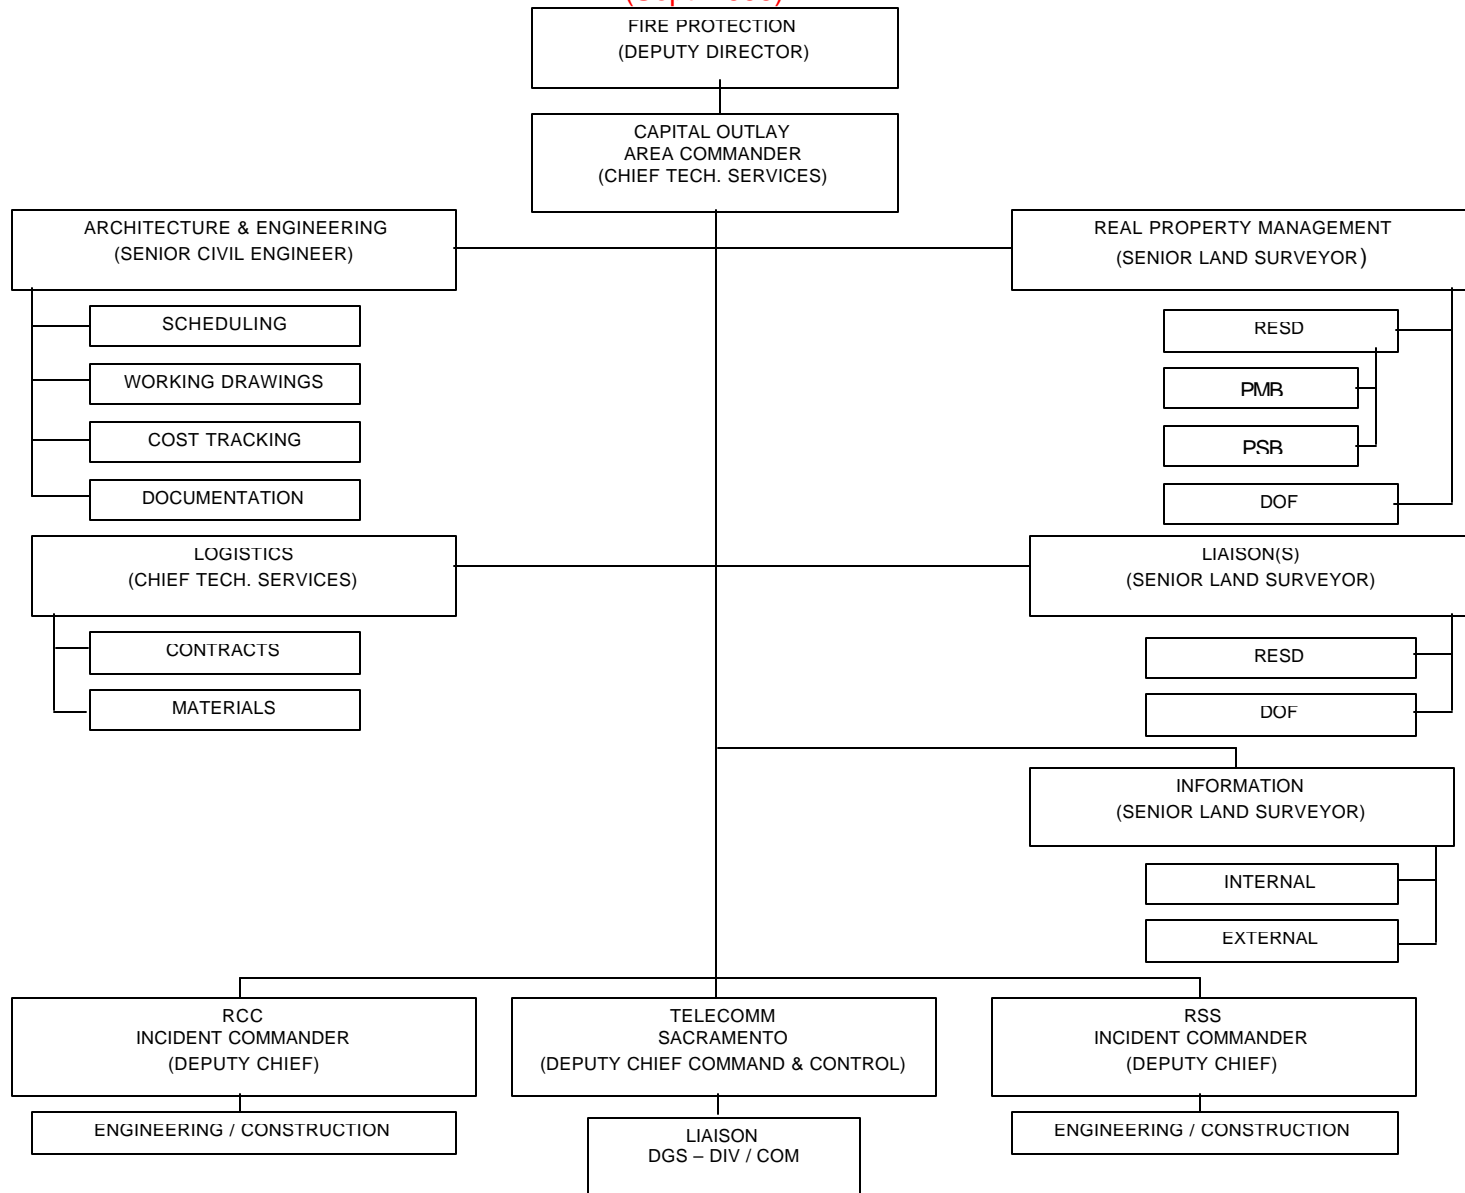 FIRE PROTECTION
(DEPUTY DIRECTOR)
CAPITAL OUTLAY
AREA COMMANDER
(CHIEF TECH. SERVICES)
ARCHITECTURE & ENGINEERING
(SENIOR CIVIL ENGINEER)
REAL PROPERTY MANAGEMENT
(SENIOR LAND SURVEYOR)
SCHEDULING
WORKING DRAWINGS
COST TRACKING
DOCUMENTATION
RESD
PMB
PSB
DOF
LOGISTICS
(CHIEF TECH. SERVICES)
LIAISON(S)
(SENIOR LAND SURVEYOR)
CONTRACTS
MATERIALS
RESD
DOF
INFORMATION
(SENIOR LAND SURVEYOR)
INTERNAL
EXTERNAL
RCC
INCIDENT COMMANDER
(DEPUTY CHIEF)
TELECOMM
SACRAMENTO
(DEPUTY CHIEF COMMAND & CONTROL)
RSS
INCIDENT COMMANDER
(DEPUTY CHIEF)
ENGINEERING / CONSTRUCTION
LIAISON
DGS – DIV / COM
ENGINEERING / CONSTRUCTION